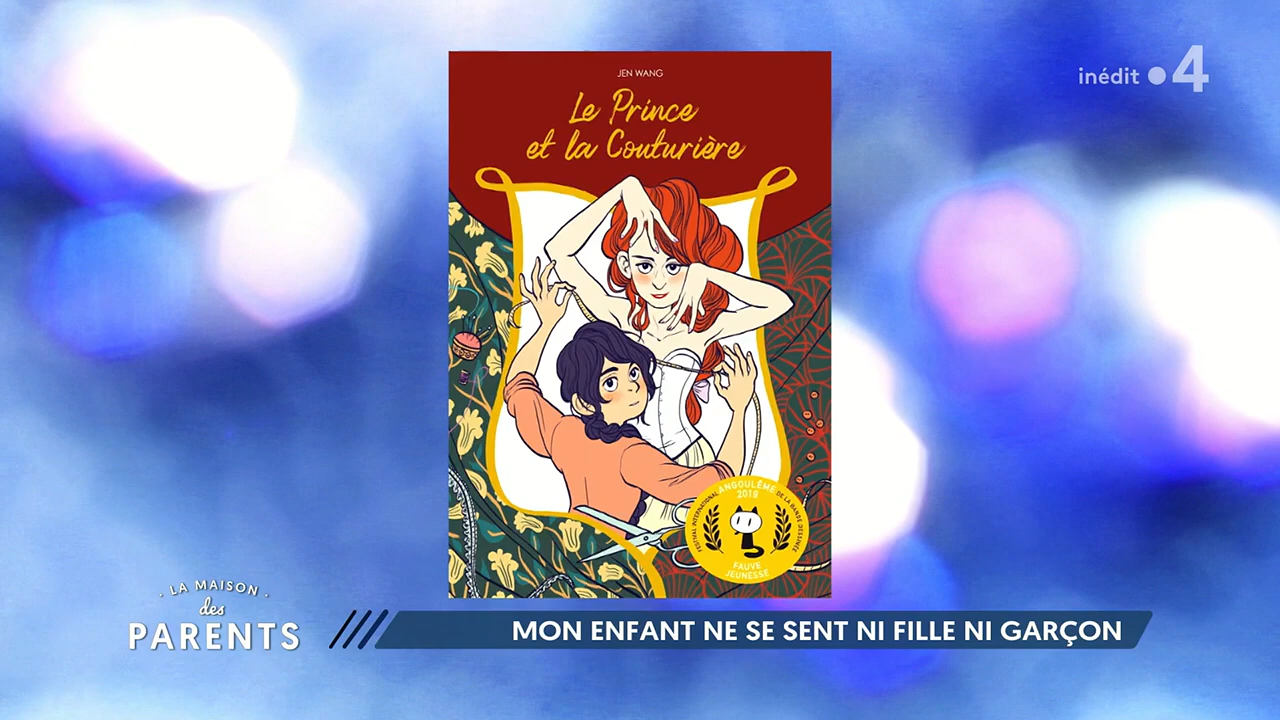 JEN WANG
Le Prince
et la Couturière
inédit
4
ANGOULÊME
2019
FESTIVAL INTERNATIONAL
DE LA BANDE DESSINÉE
FAUVE
JEUNESSE
· LA MAISON ·
des
PARENTS
MON ENFANT NE SE SENT NI FILLE NI GARÇON